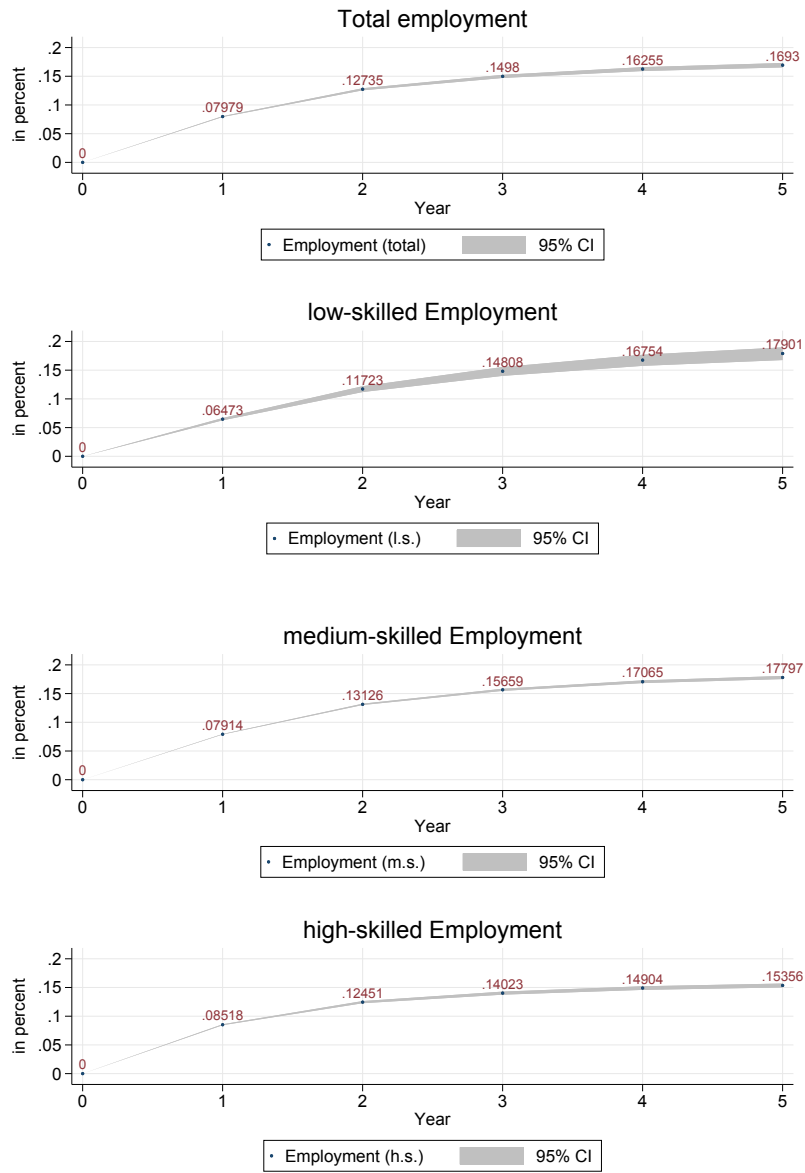 Total employment
in percent
.2
.15
.1
.05
0
0 .07979 .12735 .1498 .16255 .1693
0 1 2 3 4 5
Year
Employment (total) 95% CI
low-skilled Employment
in percent
.2
.15
.1
.05
0
0 .06473 .11723 .14808 .16754 .17901
0 1 2 3 4 5
Year
Employment (l.s.) 95% CI
medium-skilled Employment
in percent
.2
.15
.1
.05
0
0 .07914 .13126 .15659 .17065 .17797
0 1 2 3 4 5
Year
Employment (m.s.) 95% CI
high-skilled Employment
in percent
.2
.15
.1
.05
0
0 .08518 .12451 .14023 .14904 .15356
0 1 2 3 4 5
Year
Employment (h.s.) 95% CI